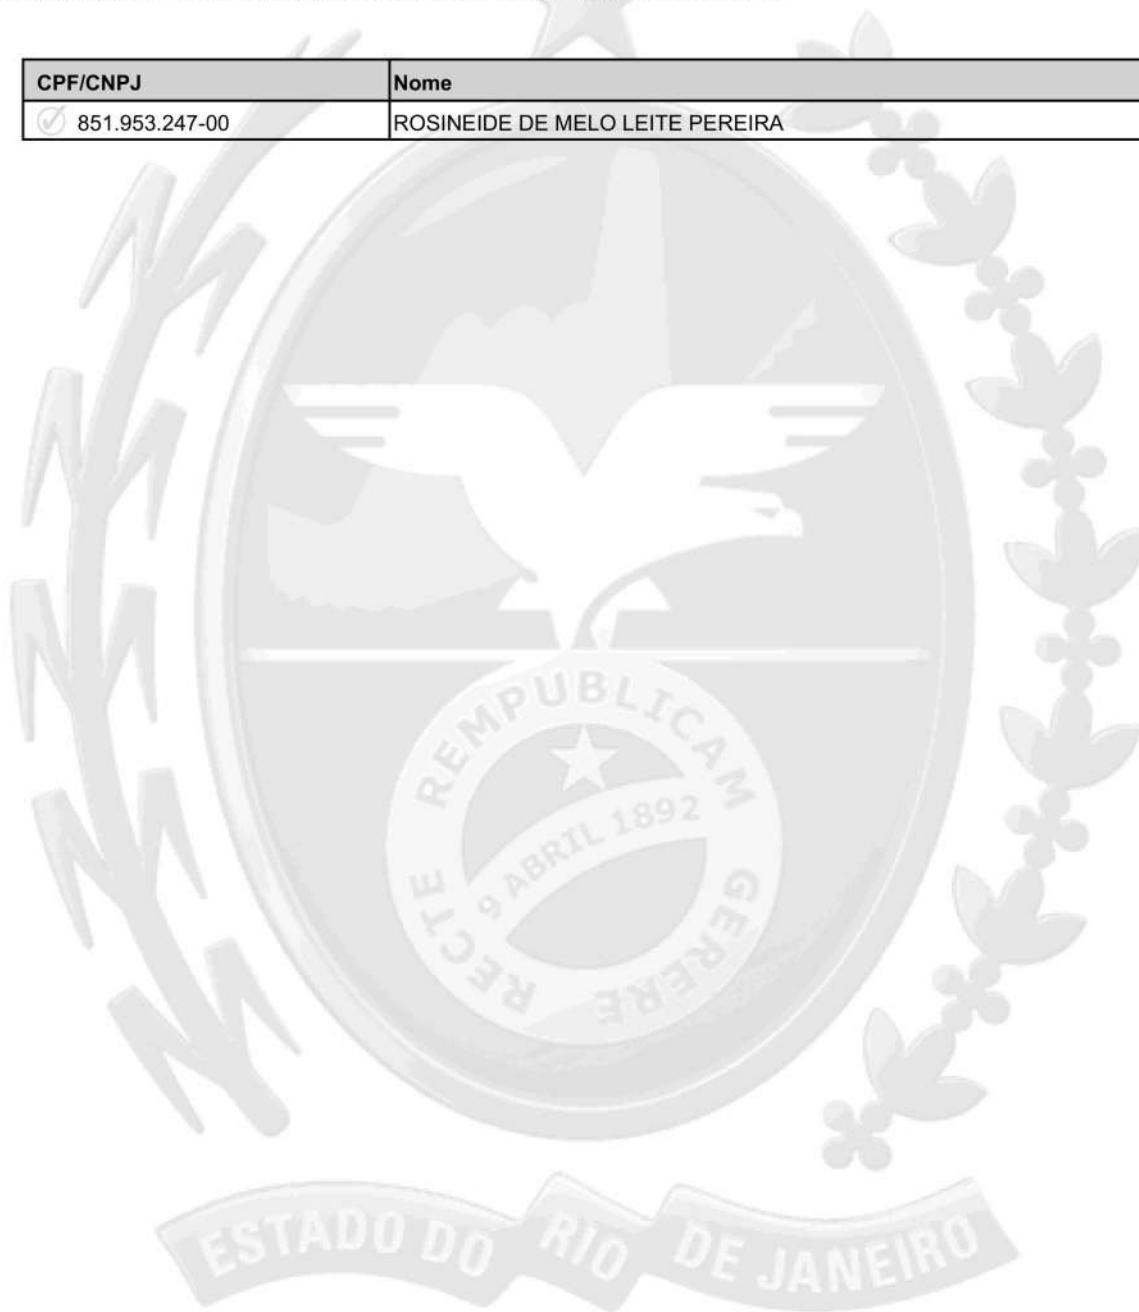 CPF/CNPJ Nome
851.953.247-00 ROSINEIDE DE MELO LEITE PEREIRA
REMPUBLICAM
9 ABRIL 1892
RECTE GERERE
ESTADO DO RIO DE JANEIRO